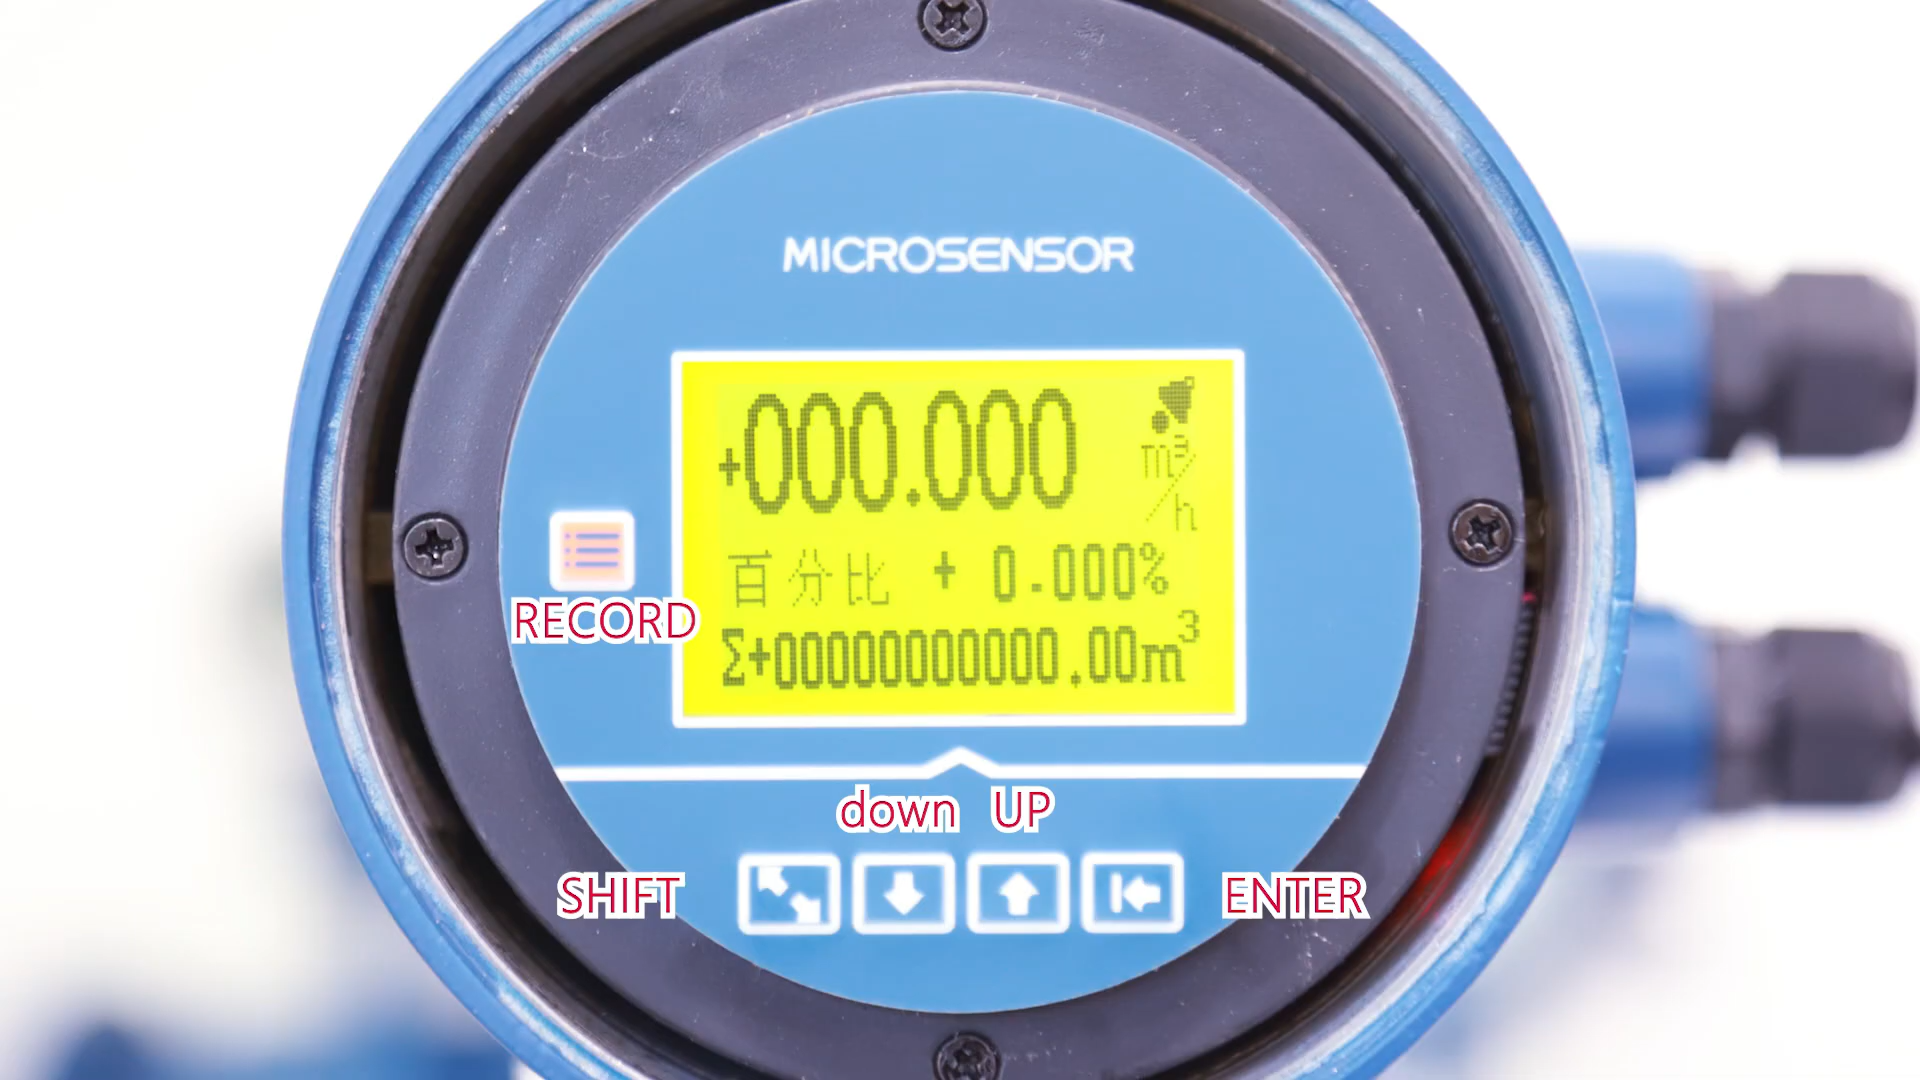 MICROSENSOR
+000.000 m³/h
百分比 + 0.000%
Σ+00000000000.00m³
RECORD
down UP
SHIFT ENTER